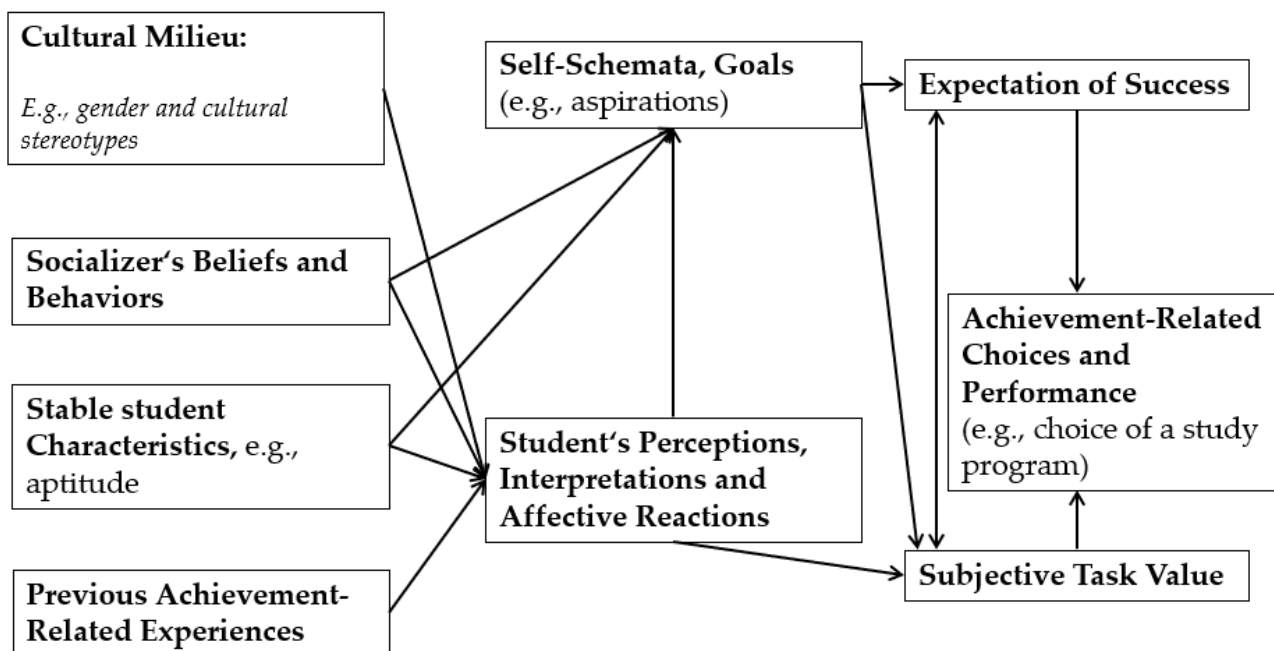 Cultural Milieu:
E.g., gender and cultural
stereotypes
Socializer‘s Beliefs and
Behaviors
Stable student
Characteristics, e.g.,
aptitude
Previous Achievement-
Related Experiences
Self-Schemata, Goals
(e.g., aspirations)
Student‘s Perceptions,
Interpretations and
Affective Reactions
Expectation of Success
Achievement-Related
Choices and
Performance
(e.g., choice of a study
program)
Subjective Task Value